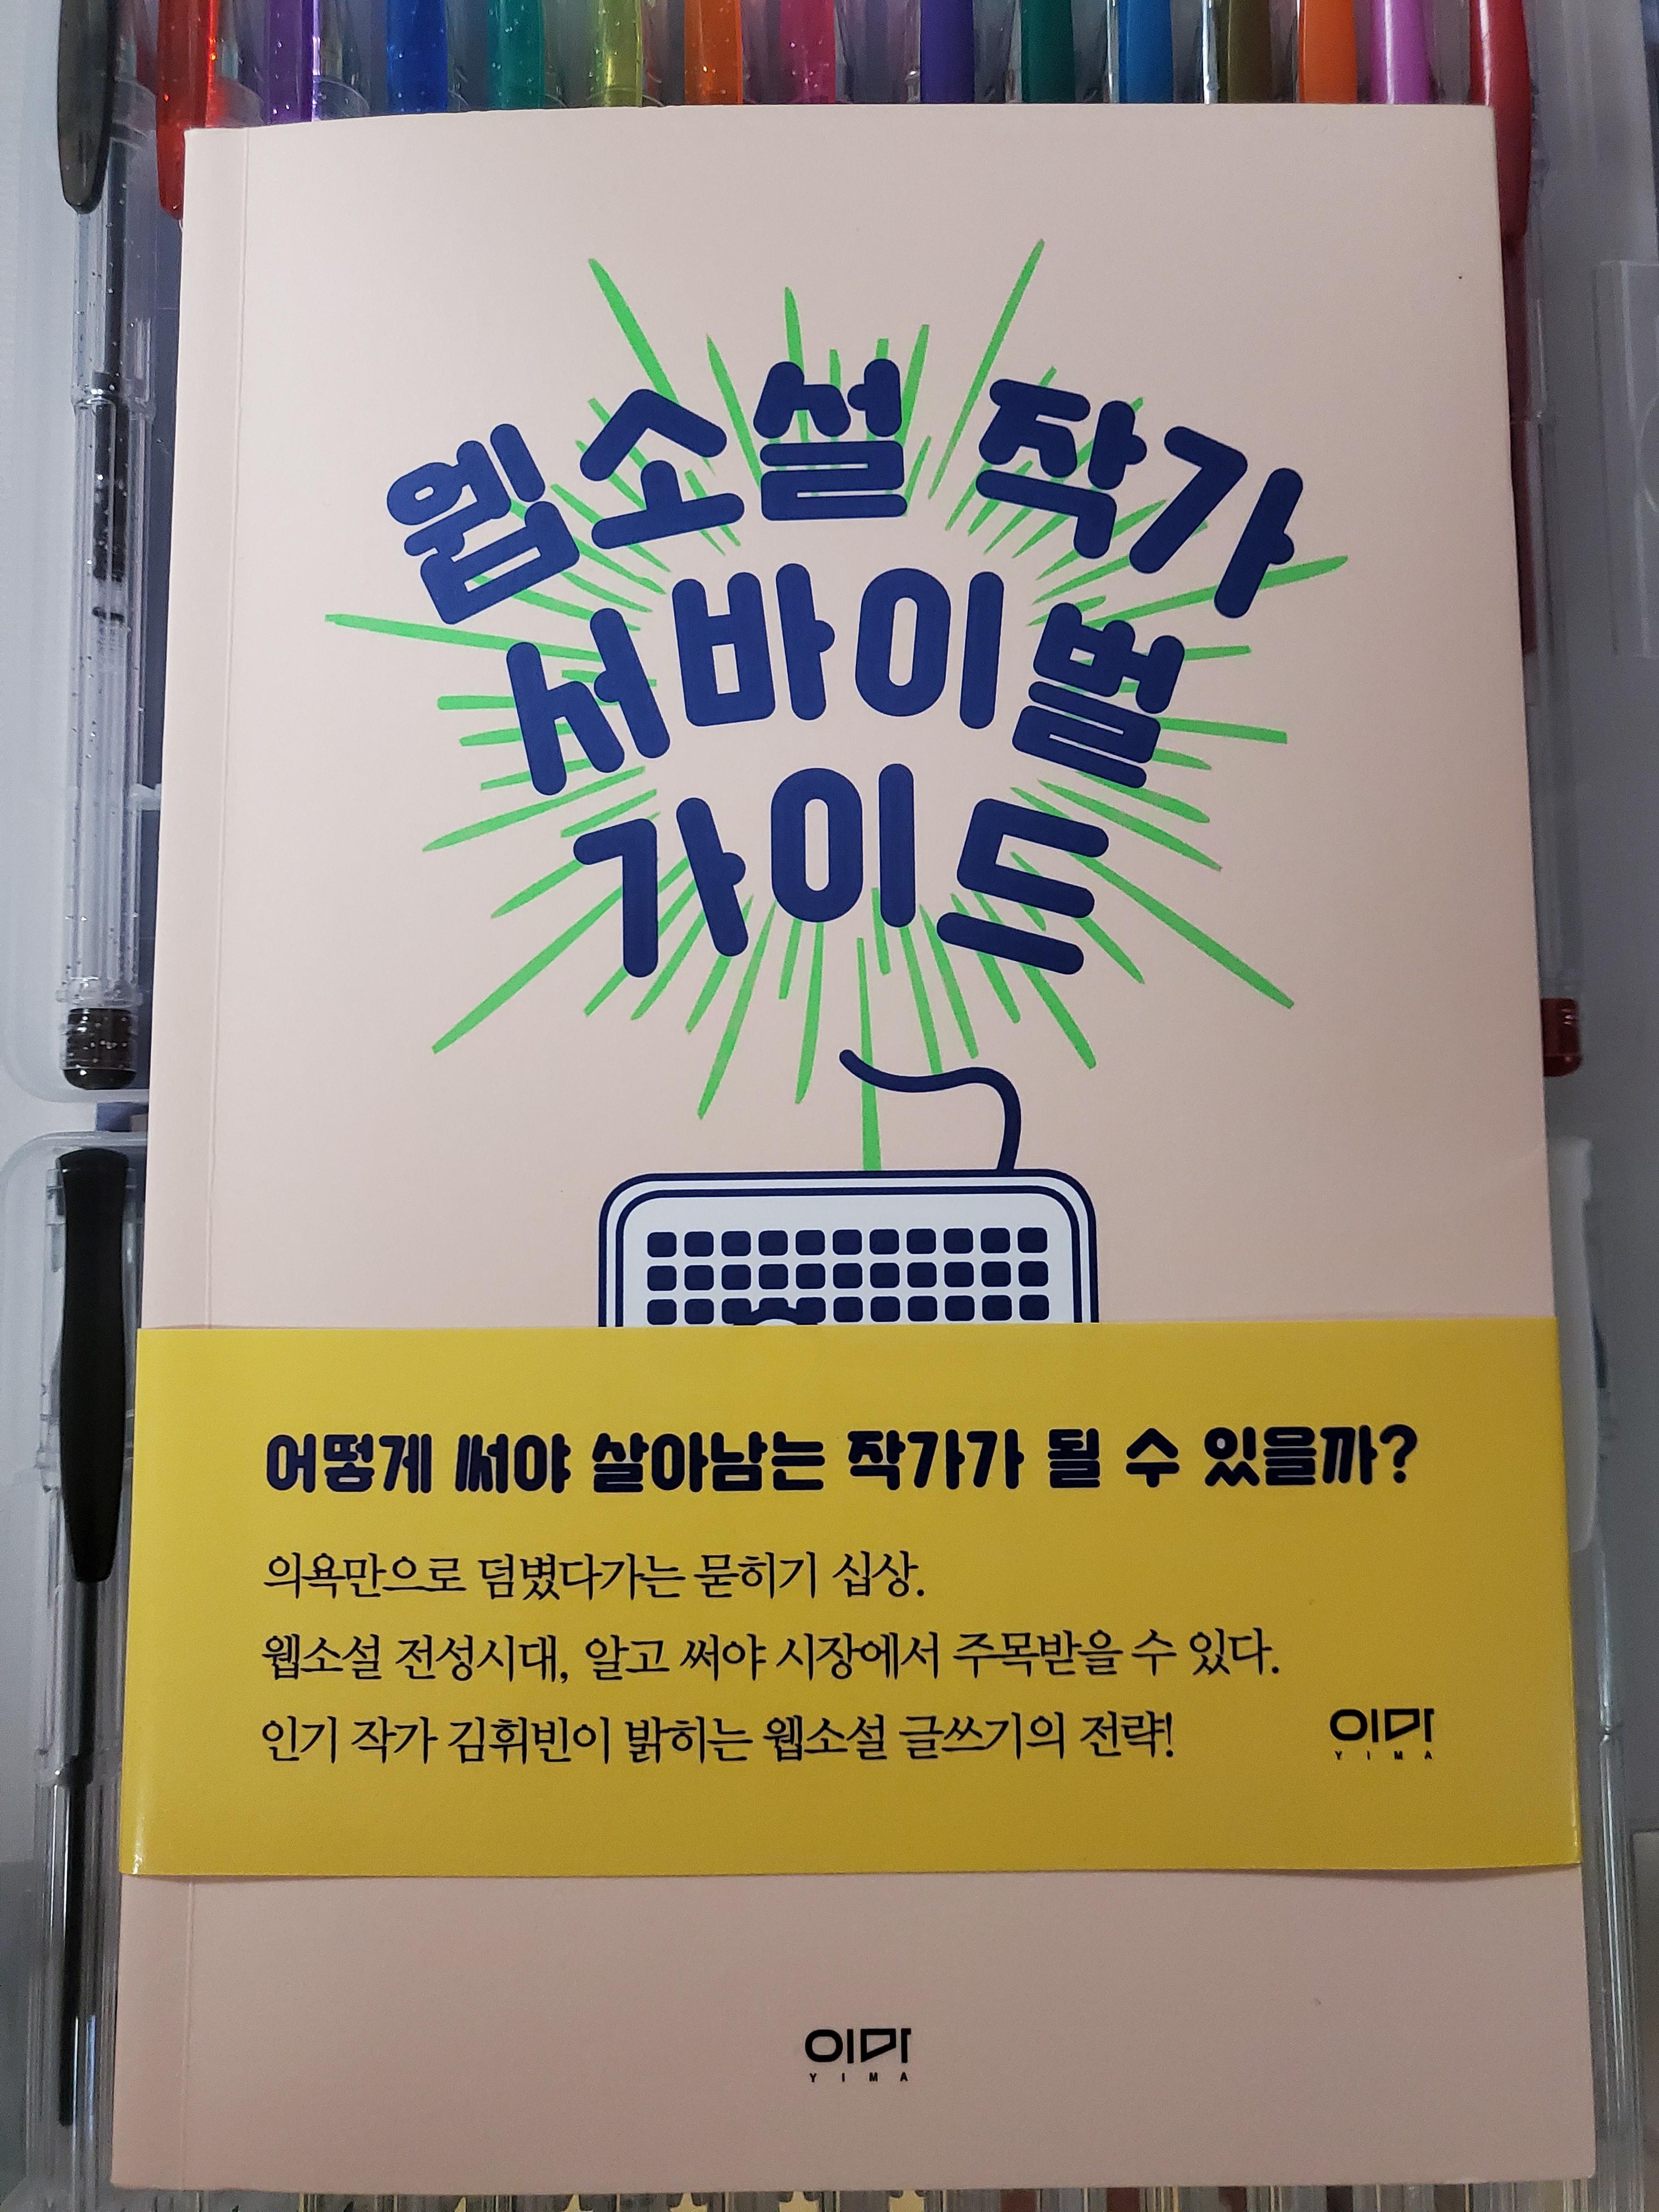 웹소설 작가
서바이벌
가이드
어떻게 써야 살아남는 작가가 될 수 있을까?
의욕만으로 덤볐다가는 묻히기 십상.
웹소설 전성시대, 알고 써야 시장에서 주목받을 수 있다.
인기 작가 김휘빈이 밝히는 웹소설 글쓰기의 전략!
이마
YIMA
이마
YIMA